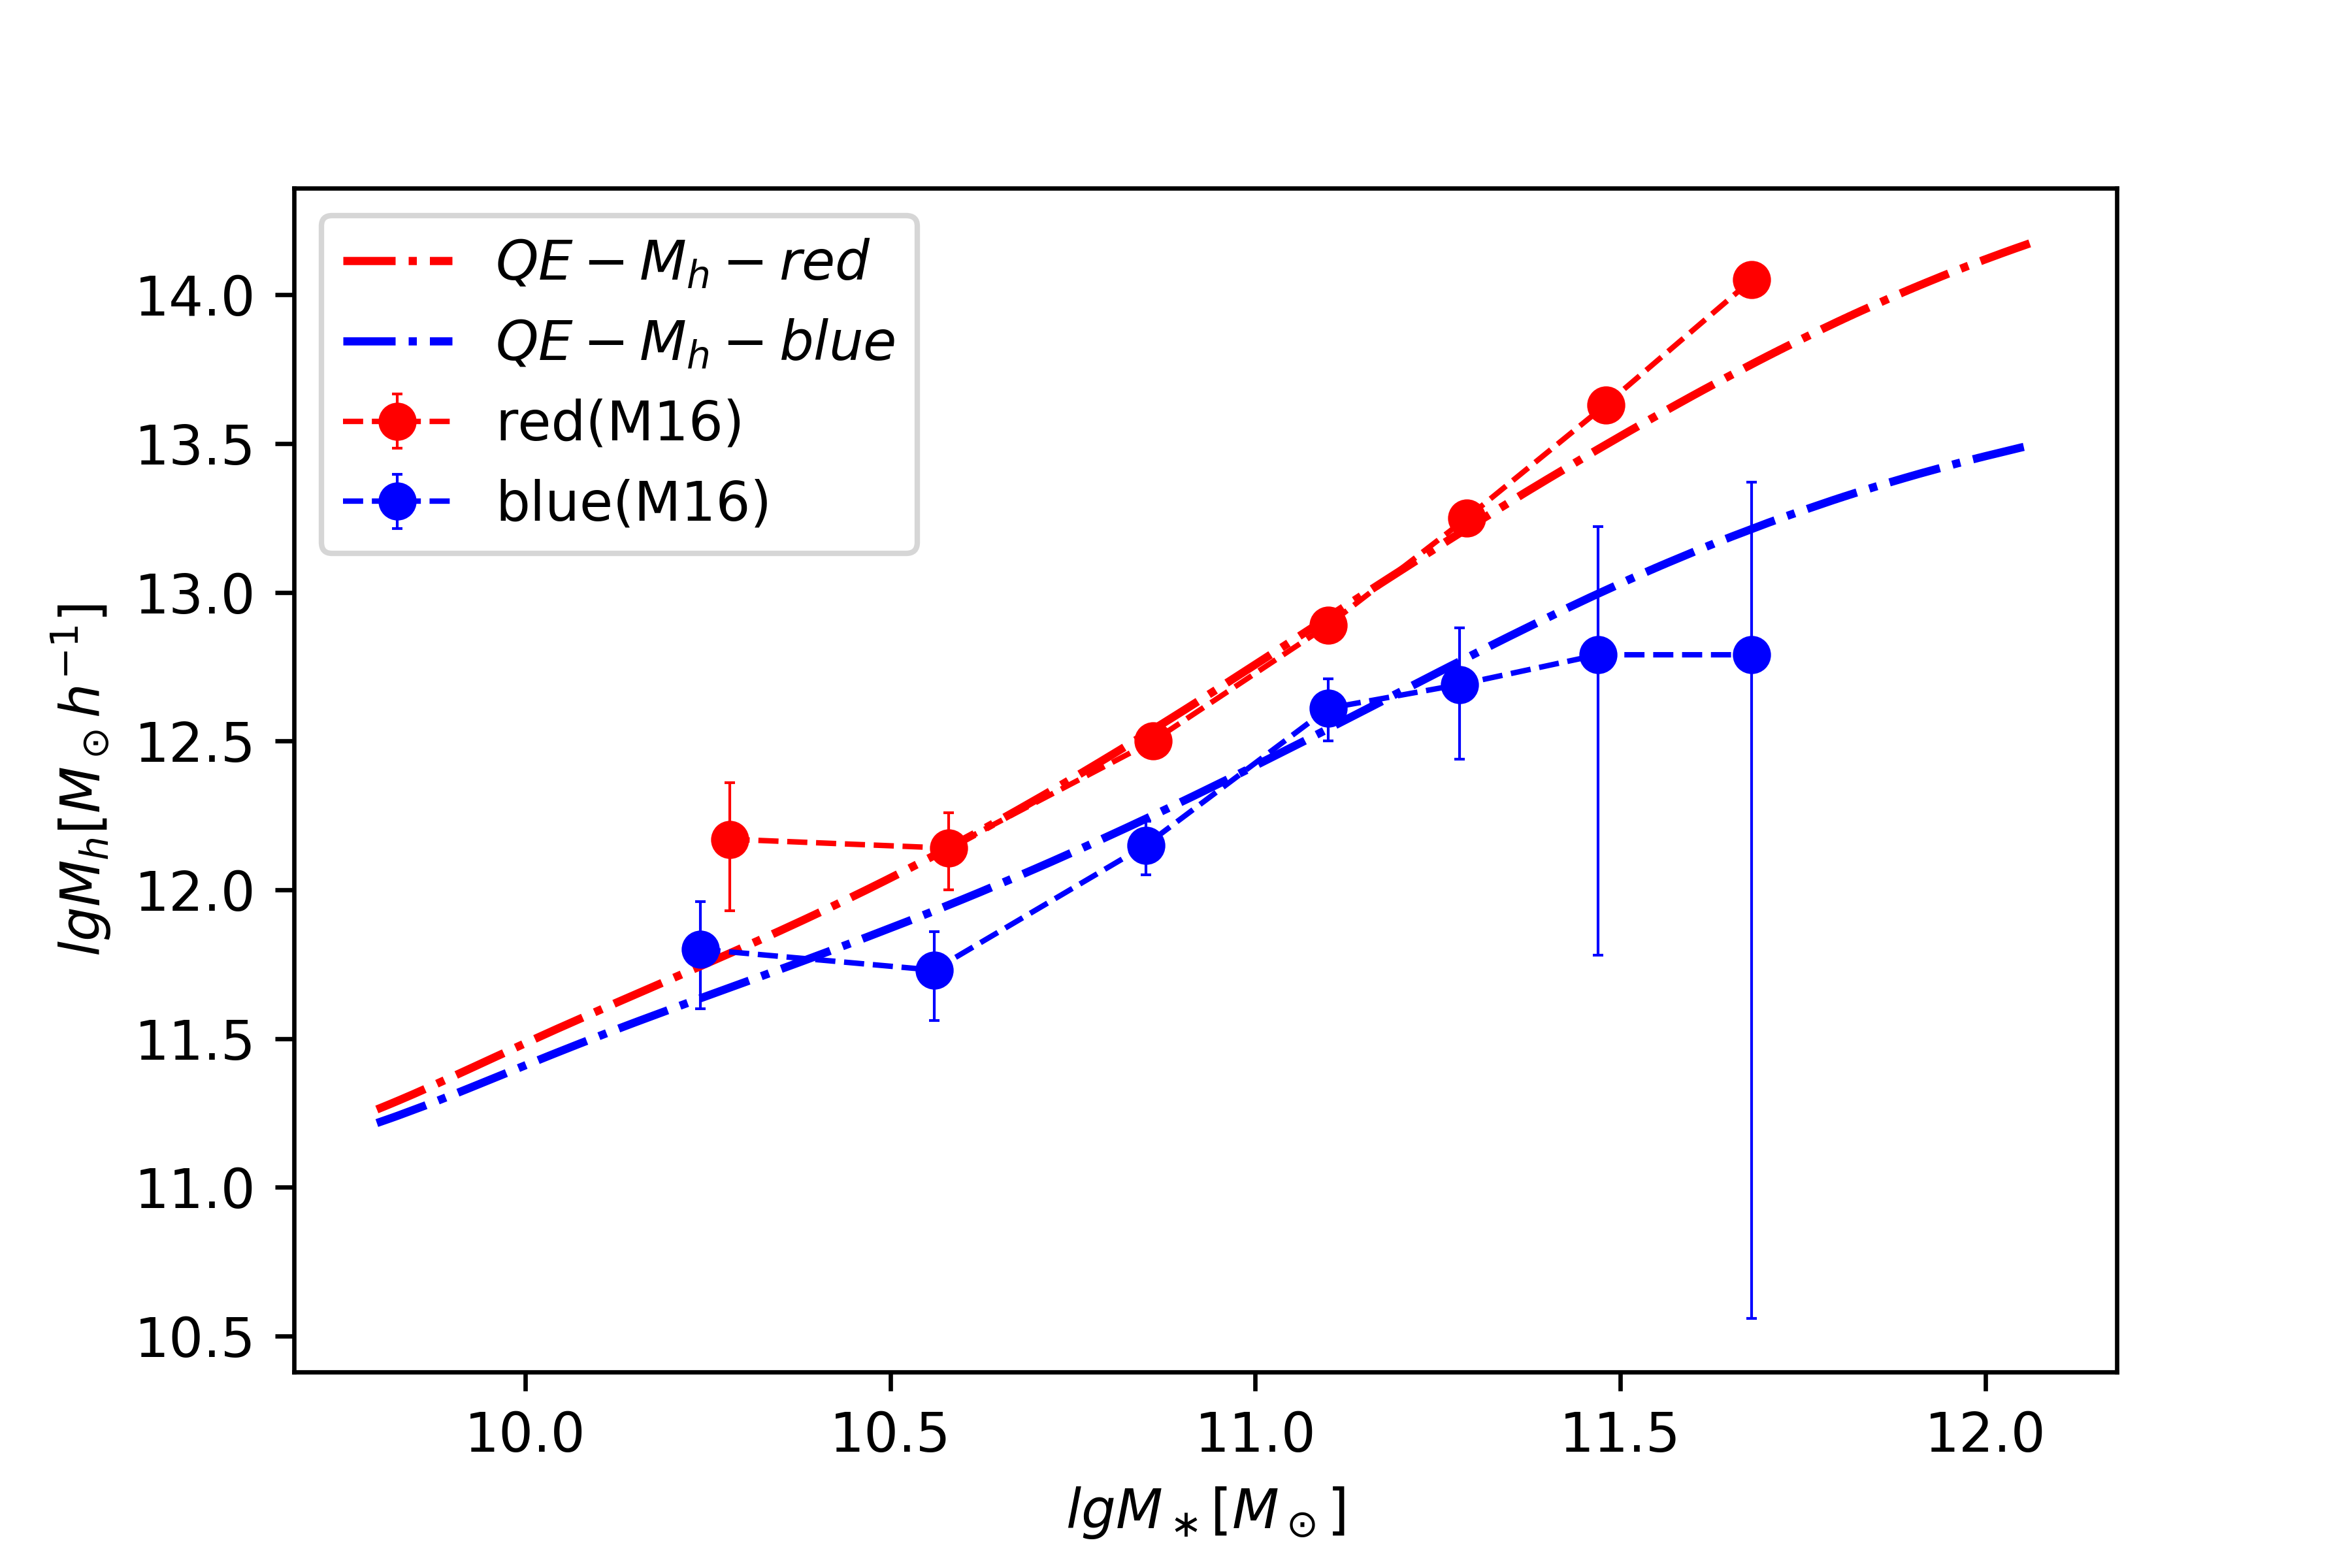 QE − M_h − red
QE − M_h − blue
red(M16)
blue(M16)
14.0
13.5
13.0
12.5
12.0
11.5
11.0
10.5
lgM_h[M_⊙h^{−1}]
10.0 10.5 11.0 11.5 12.0
lgM_∗[M_⊙]